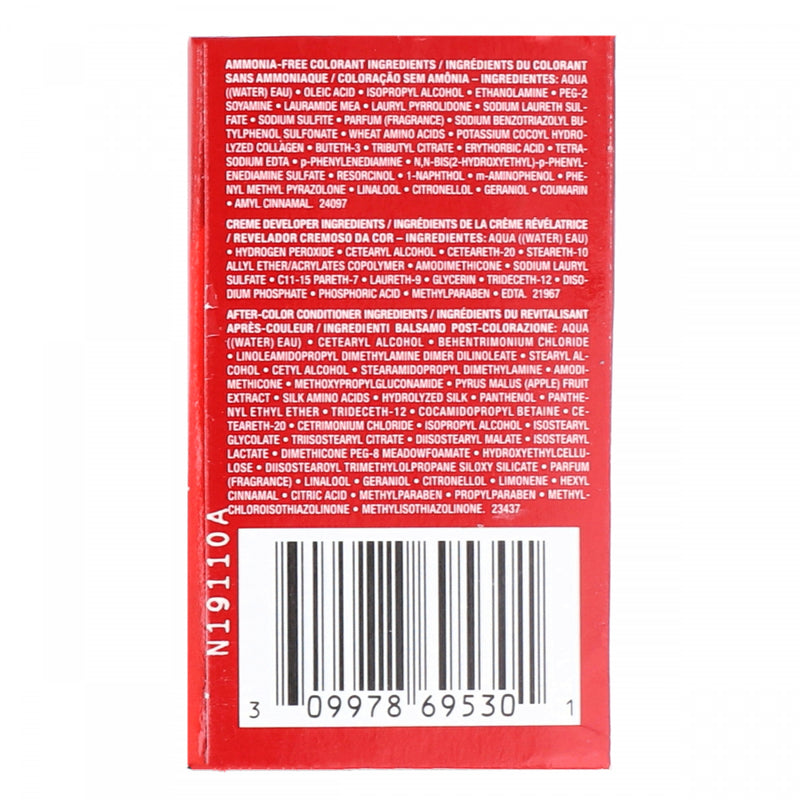 AMMONIA-FREE COLORANT INGREDIENTS / INGRÉDIENTS DU COLORANT
SANS AMMONIAQUE / COLORAÇÃO SEM AMÔNIA – INGREDIENTES: AQUA
((WATER) EAU) • OLEIC ACID • ISOPROPYL ALCOHOL • ETHANOLAMINE • PEG-2
SOYAMINE • LAURAMIDE MEA • LAURYL PYRROLIDONE • SODIUM LAURETH SUL-
FATE • SODIUM SULFITE • PARFUM (FRAGRANCE) • SODIUM BENZOTRIAZOLYL BU-
TYLPHENOL SULFONATE • WHEAT AMINO ACIDS • POTASSIUM COCOYL HYDRO-
LYZED COLLAGEN • BUTETH-3 • TRIBUTYL CITRATE • ERYTHORBIC ACID • TETRA-
SODIUM EDTA • p-PHENYLENEDIAMINE • N,N-BIS(2-HYDROXYETHYL)-p-PHENYL-
ENEDIAMINE SULFATE • RESORCINOL • 1-NAPHTHOL • m-AMINOPHENOL • PHE-
NYL METHYL PYRAZOLONE • LINALOOL • CITRONELLOL • GERANIOL • COUMARIN
• AMYL CINNAMAL. 24097
CREME DEVELOPER INGREDIENTS / INGRÉDIENTS DE LA CRÈME RÉVÉLATRICE
/ REVELADOR CREMOSO DA COR – INGREDIENTES: AQUA ((WATER) EAU)
• HYDROGEN PEROXIDE • CETEARYL ALCOHOL • CETEARETH-20 • STEARETH-10
ALLYL ETHER/ACRYLATES COPOLYMER • AMODIMETHICONE • SODIUM LAURYL
SULFATE • C11-15 PARETH-7 • LAURETH-9 • GLYCERIN • TRIDECETH-12 • DISO-
DIUM PHOSPHATE • PHOSPHORIC ACID • METHYLPARABEN • EDTA. 21967
AFTER-COLOR CONDITIONER INGREDIENTS / INGRÉDIENTS DU REVITALISANT
APRÈS-COULEUR / INGREDIENTI BALSAMO POST-COLORAZIONE: AQUA
((WATER) EAU) • CETEARYL ALCOHOL • BEHENTRIMONIUM CHLORIDE
• LINOLEAMIDOPROPYL DIMETHYLAMINE DIMER DILINOLEATE • STEARYL AL-
COHOL • CETYL ALCOHOL • STEARAMIDOPROPYL DIMETHYLAMINE • AMODI-
METHICONE • METHOXYPROPYLGLUCONAMIDE • PYRUS MALUS (APPLE) FRUIT
EXTRACT • SILK AMINO ACIDS • HYDROLYZED SILK • PANTHENOL • PANTHE-
NYL ETHYL ETHER • TRIDECETH-12 • COCAMIDOPROPYL BETAINE • CE-
TEARETH-20 • CETRIMONIUM CHLORIDE • ISOPROPYL ALCOHOL • ISOSTEARYL
GLYCOLATE • TRIISOSTEARYL CITRATE • DIISOSTEARYL MALATE • ISOSTEARYL
LACTATE • DIMETHICONE PEG-8 MEADOWFOAMATE • HYDROXYETHYLCELLU-
LOSE • DIISOSTEAROYL TRIMETHYLOLPROPANE SILOXY SILICATE • PARFUM
(FRAGRANCE) • LINALOOL • GERANIOL • CITRONELLOL • LIMONENE • HEXYL
CINNAMAL • CITRIC ACID • METHYLPARABEN • PROPYLPARABEN • METHYL-
CHLOROISOTHIAZOLINONE • METHYLISOTHIAZOLINONE. 23437
N19110A
3 09978 69530 1